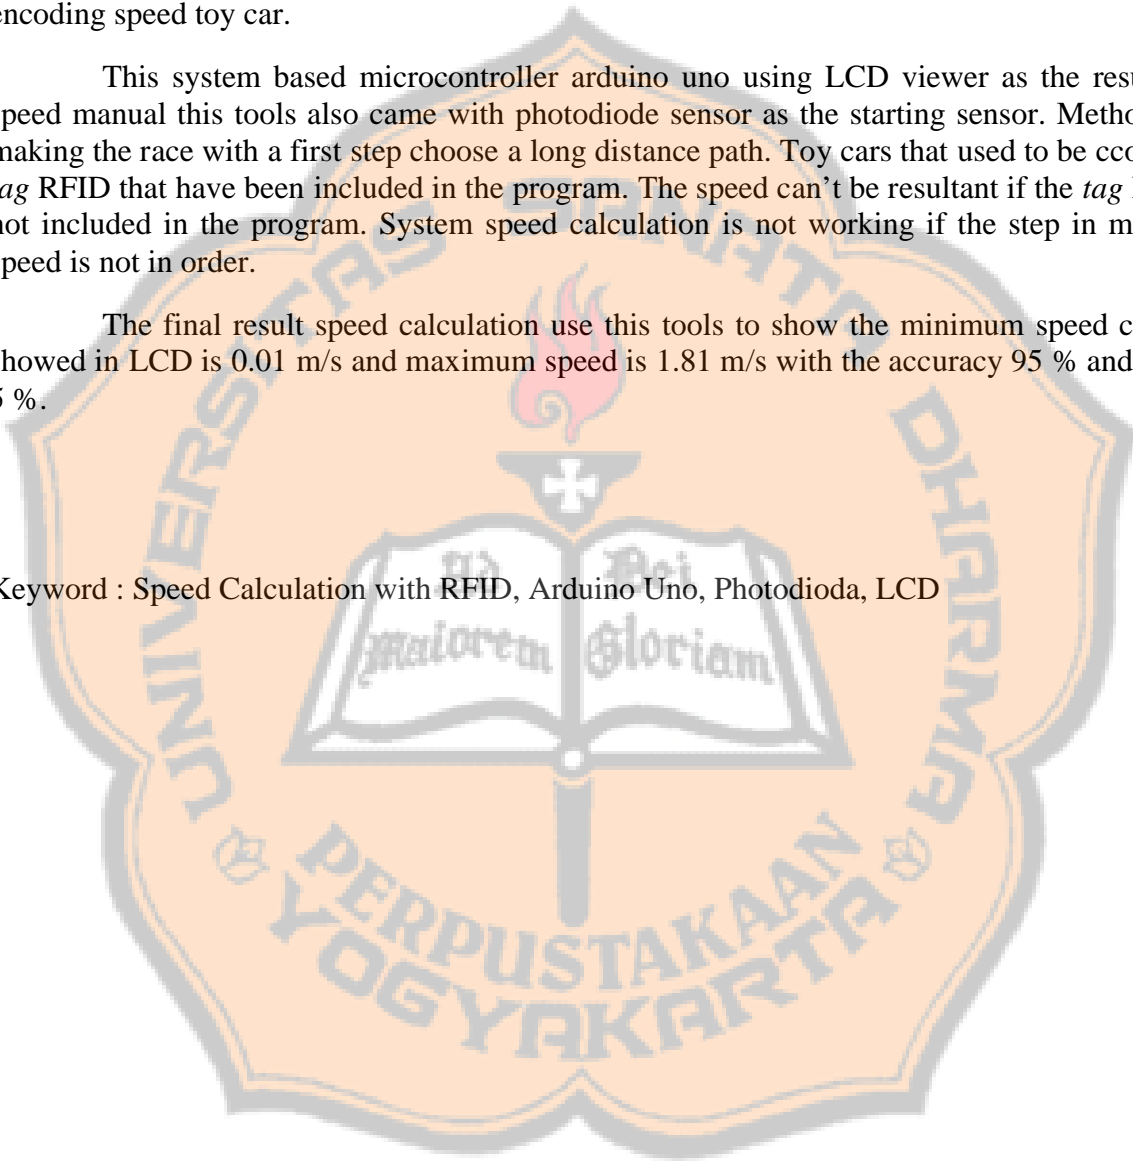 encoding speed toy car.
This system based microcontroller arduino uno using LCD viewer as the
speed manual this tools also came with photodiode sensor as the starting sensor.
making the race with a first step choose a long distance path. Toy cars that used to be
tag RFID that have been included in the program. The speed can’t be resultant if the tag
not included in the program. System speed calculation is not working if the step in
speed is not in order.
The final result speed calculation use this tools to show the minimum speed
showed in LCD is 0.01 m/s and maximum speed is 1.81 m/s with the accuracy 95 % and
5 %.
Keyword : Speed Calculation with RFID, Arduino Uno, Photodioda, LCD
UNIVERSITAS SANATA DHARMA
Ad Dei
Maiorem Gloriam
PERPUSTAKAAN
YOGYAKARTA